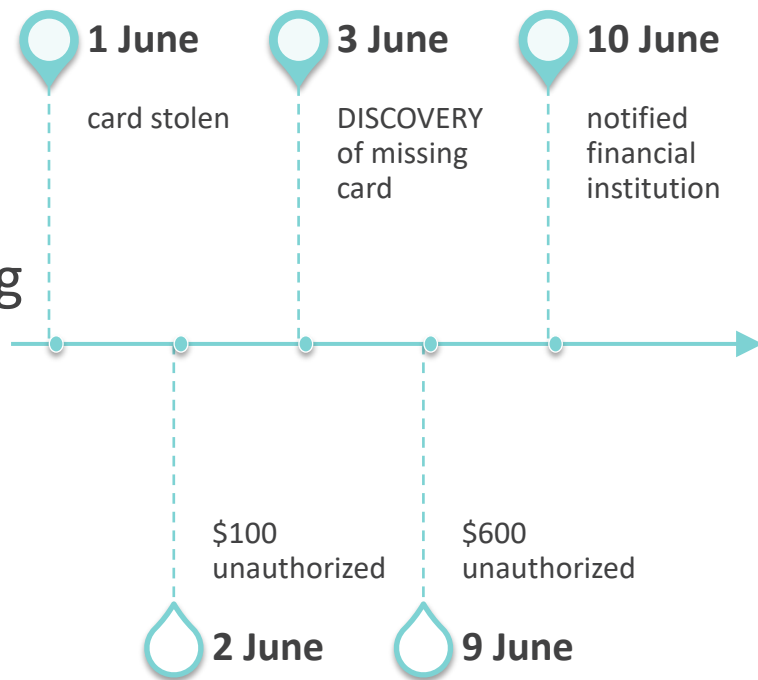 1 June
card stolen
3 June
DISCOVERY
of missing
card
10 June
notified
financial
institution
g
$100
unauthorized
2 June
$600
unauthorized
9 June